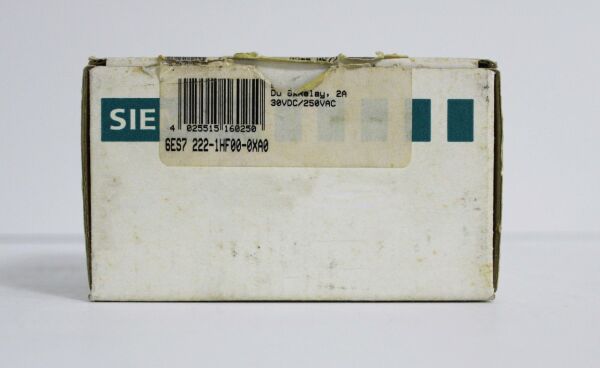 DO 8xRelay, 2A
30VDC/250VAC
SIE
4 025515 160250
6ES7 222-1HF00-0XA0